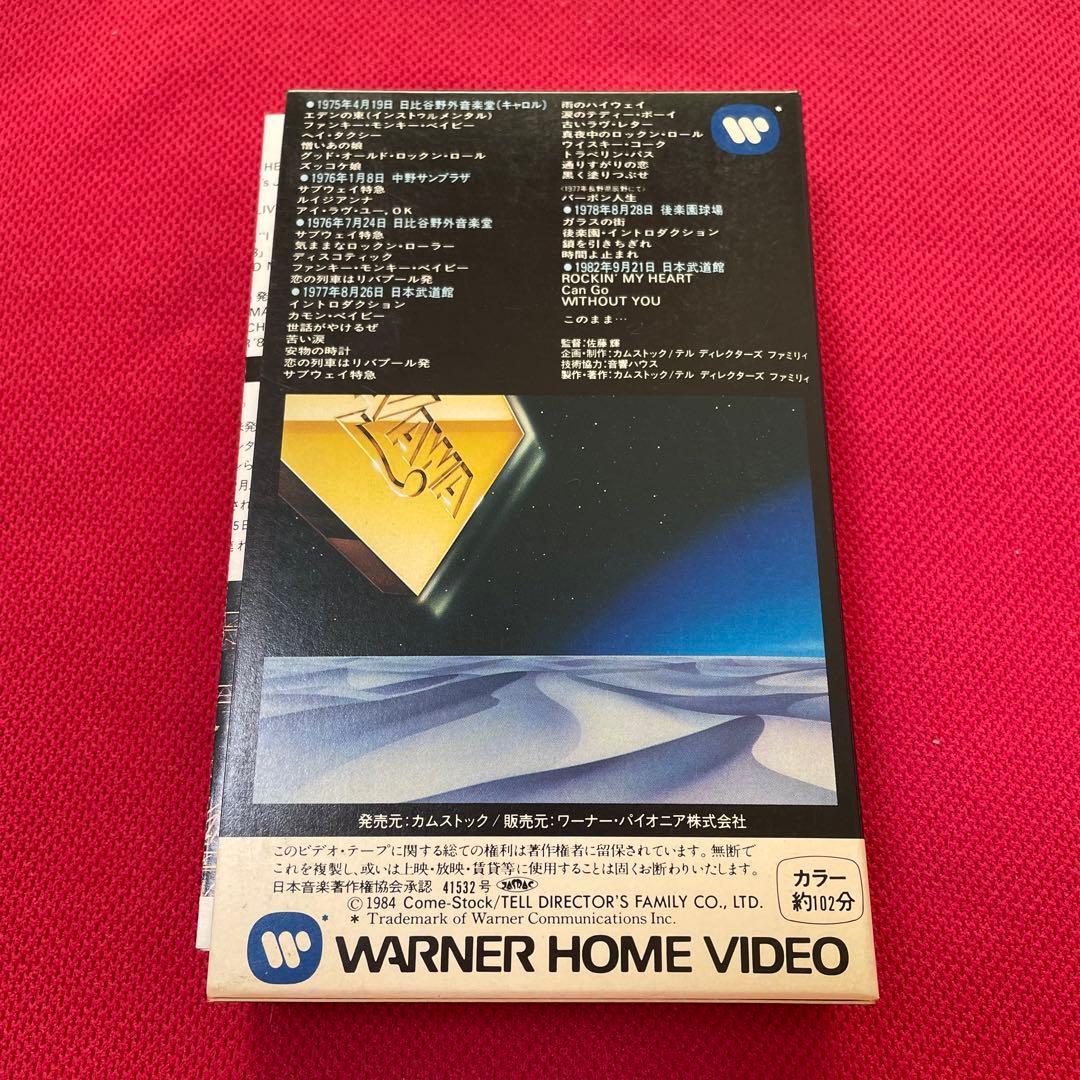 ●1975年4月19日 日比谷野外音楽堂(キャロル)
エデンの東(インストゥルメンタル)
ファンキー・モンキー・ベイビー
ヘイ・タクシー
憎いあの娘
グッド・オールド・ロックン・ロール
ズッコケ娘
●1976年1月8日 中野サンプラザ
サブウェイ特急
ルイジアンナ
アイ・ラヴ・ユー,OK
●1976年7月24日 日比谷野外音楽堂
サブウェイ特急
気ままなロックン・ローラー
ディスコティック
ファンキー・モンキー・ベイビー
恋の列車はリバプール発
●1977年8月26日 日本武道館
イントロダクション
カモン・ベイビー
世話がやけるぜ
苦い涙
安物の時計
恋の列車はリバプール発
サブウェイ特急
雨のハイウェイ
涙のテディー・ボーイ
古いラヴ・レター
真夜中のロックン・ロール
ウイスキー・コーク
トラベリン・バス
通りすがりの恋
黒く塗りつぶせ
〈1977年長野県辰野にて〉
バーボン人生
●1978年8月28日 後楽園球場
ガラスの街
後楽園・イントロダクション
鎖を引きちぎれ
時間よ止まれ
●1982年9月21日 日本武道館
ROCKIN' MY HEART
Can Go
WITHOUT YOU
このまま…
監督:佐藤 輝
企画・制作:カムストック/テル ディレクターズ ファミリィ
技術協力:音響ハウス
製作・著作:カムストック/テル ディレクターズ ファミリィ
発売元:カムストック/販売元:ワーナー・パイオニア株式会社
このビデオ・テープに関する総ての権利は著作権者に留保されています。無断で
これを複製し、或いは上映・放映・賃貸等に使用することは固くお断わりいたします。
日本音楽著作権協会承認 41532号 JASRAC
© 1984 Come-Stock/TELL DIRECTOR'S FAMILY CO., LTD.
* Trademark of Warner Communications Inc.
カラー
約102分
* WARNER HOME VIDEO